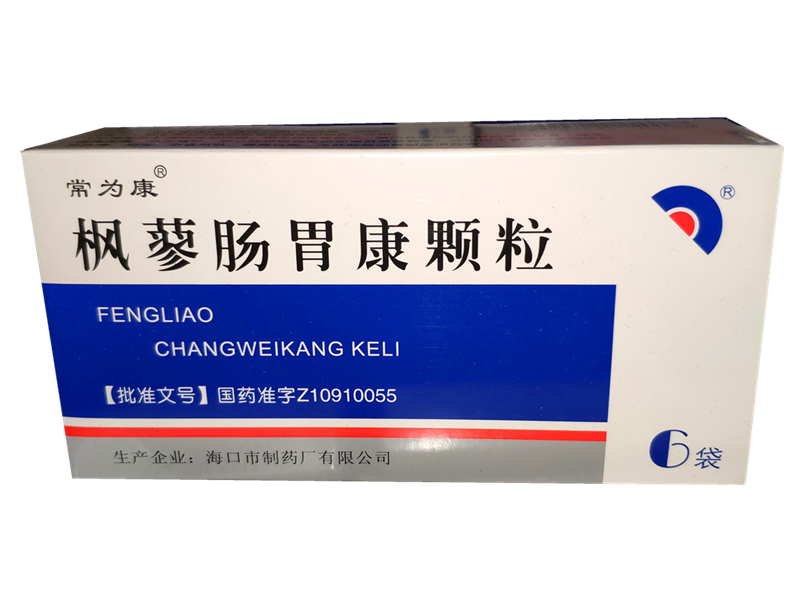 常为康®
枫蓼肠胃康颗粒
®
FENGLIAO
CHANGWEIKANG KELI
【批准文号】国药准字Z10910055
生产企业：海口市制药厂有限公司
6袋